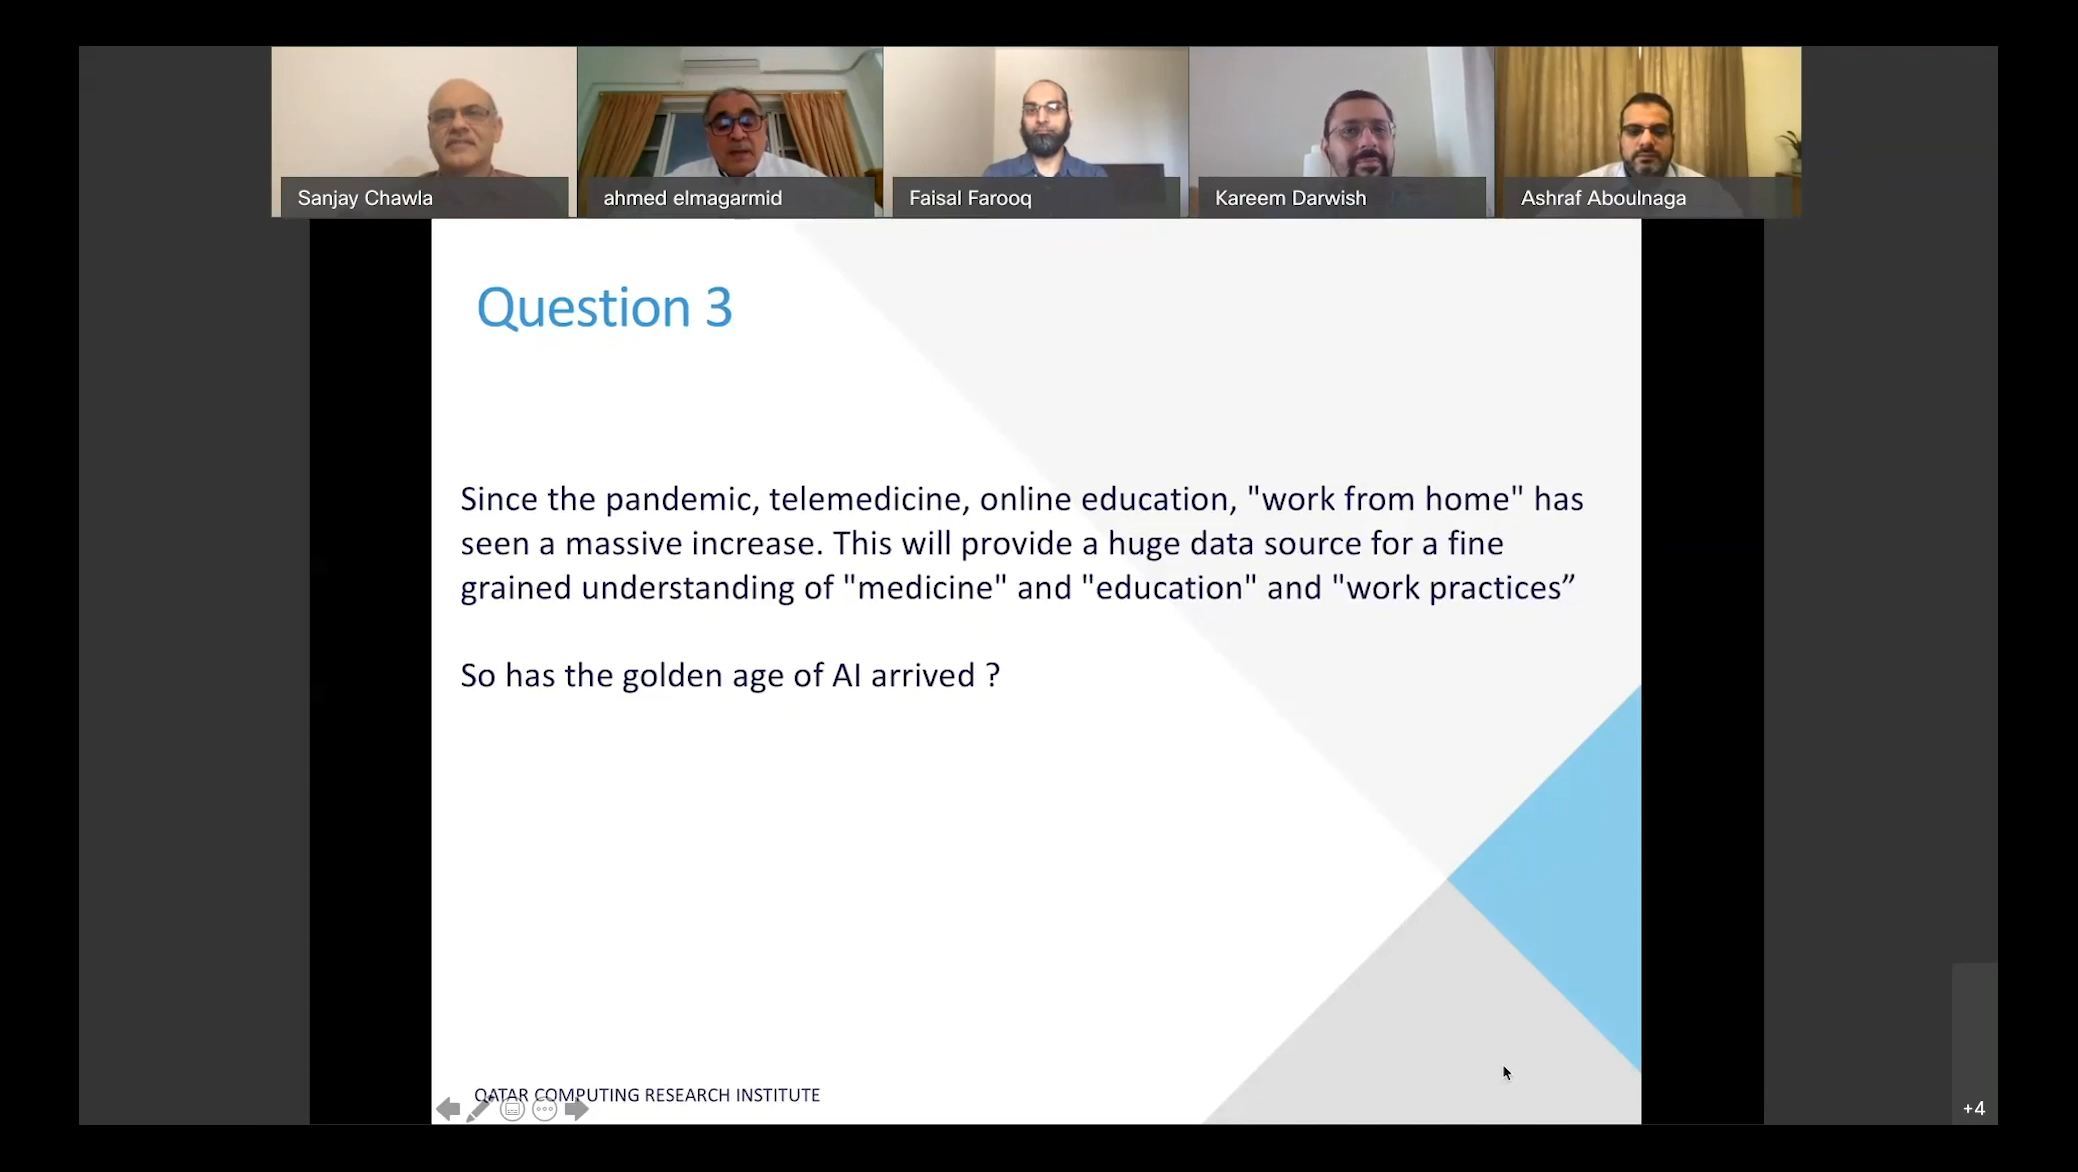 Sanjay Chawla
ahmed elmagarmid
Faisal Farooq
Kareem Darwish
Ashraf Aboulnaga
Question 3
Since the pandemic, telemedicine, online education, "work from home" has
seen a massive increase. This will provide a huge data source for a fine
grained understanding of "medicine" and "education" and "work practices”
So has the golden age of AI arrived ?
QATAR COMPUTING RESEARCH INSTITUTE
+4